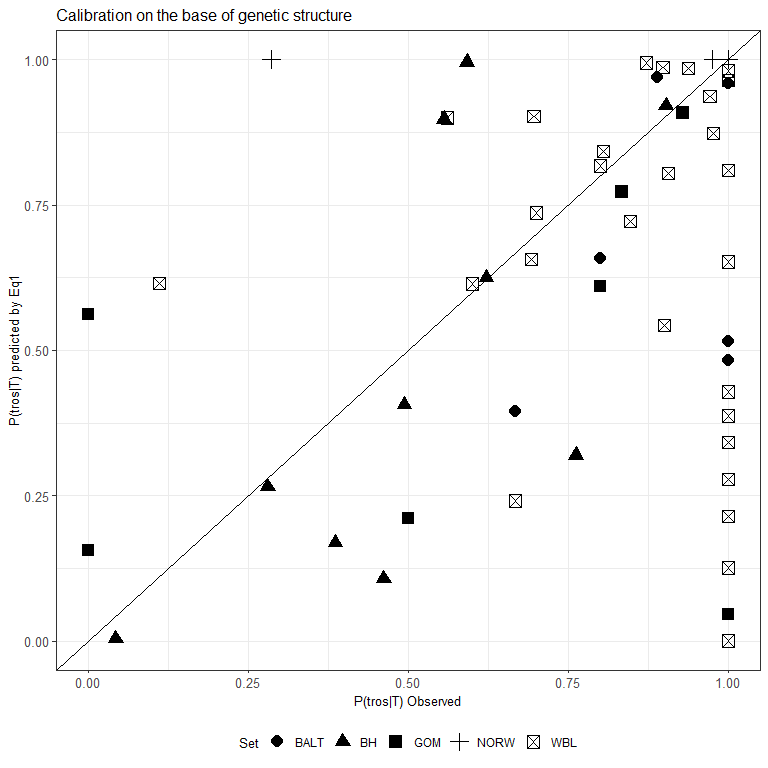 Calibration on the base of genetic structure
1.00
0.75
0.50
0.25
0.00
P(tros|T) predicted by Eq1
0.00 0.25 0.50 0.75 1.00
P(tros|T) Observed
Set BALT BH GOM NORW WBL